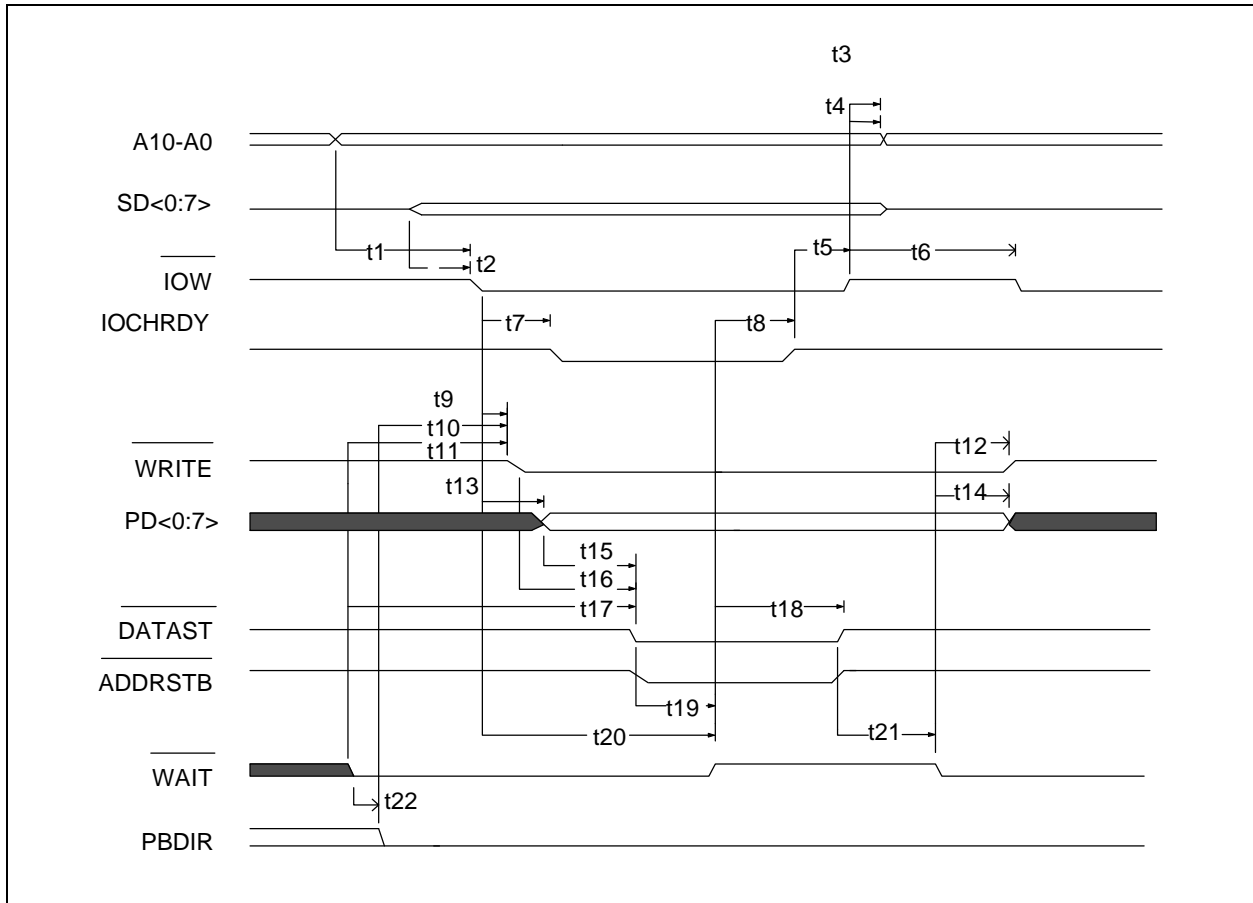 t3
t4
A10-A0
SD<0:7>
t1
t2
t5
t6
IOW
IOCHRDY
t7
t8
t9
t10
t11
t12
WRITE
t13
t14
PD<0:7>
t15
t16
t17
t18
DATAST
ADDRSTB
t19
t20
t21
WAIT
t22
PBDIR